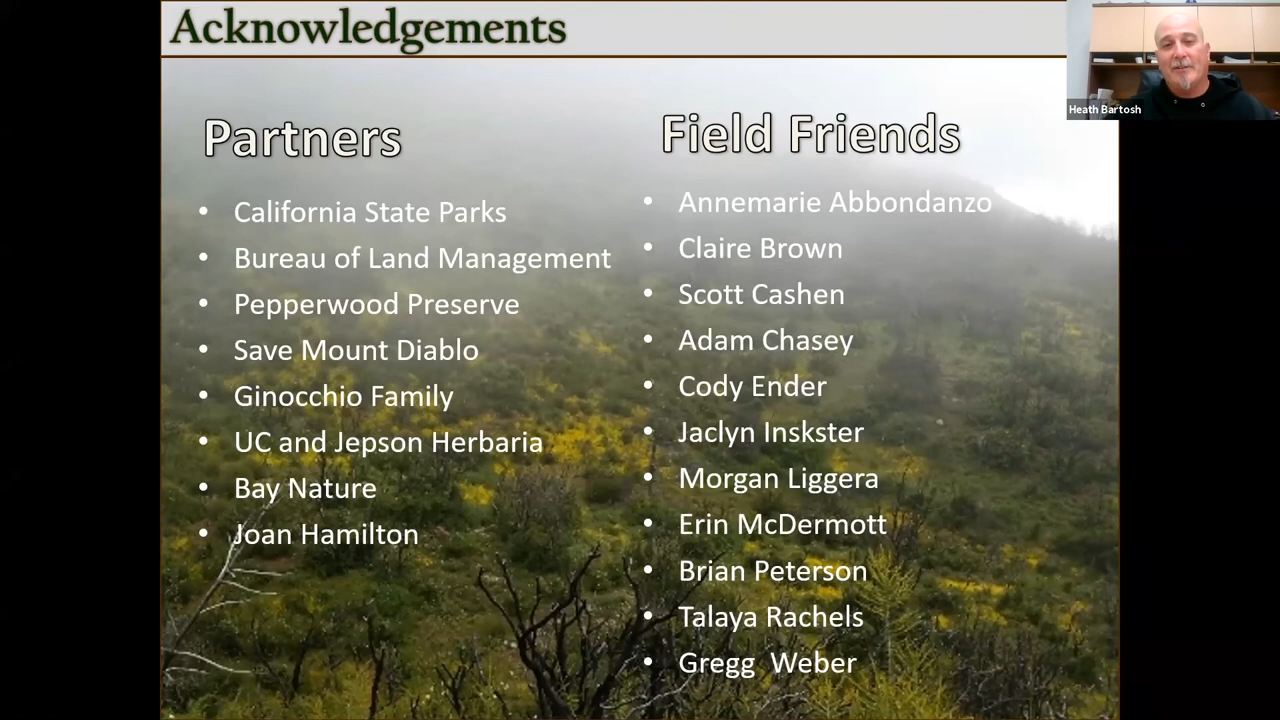 Acknowledgements
Heath Bartosh
Partners
• California State Parks
• Bureau of Land Management
• Pepperwood Preserve
• Save Mount Diablo
• Ginocchio Family
• UC and Jepson Herbaria
• Bay Nature
• Joan Hamilton
Field Friends
• Annemarie Abbondanzo
• Claire Brown
• Scott Cashen
• Adam Chasey
• Cody Ender
• Jaclyn Inskster
• Morgan Liggera
• Erin McDermott
• Brian Peterson
• Talaya Rachels
• Gregg  Weber